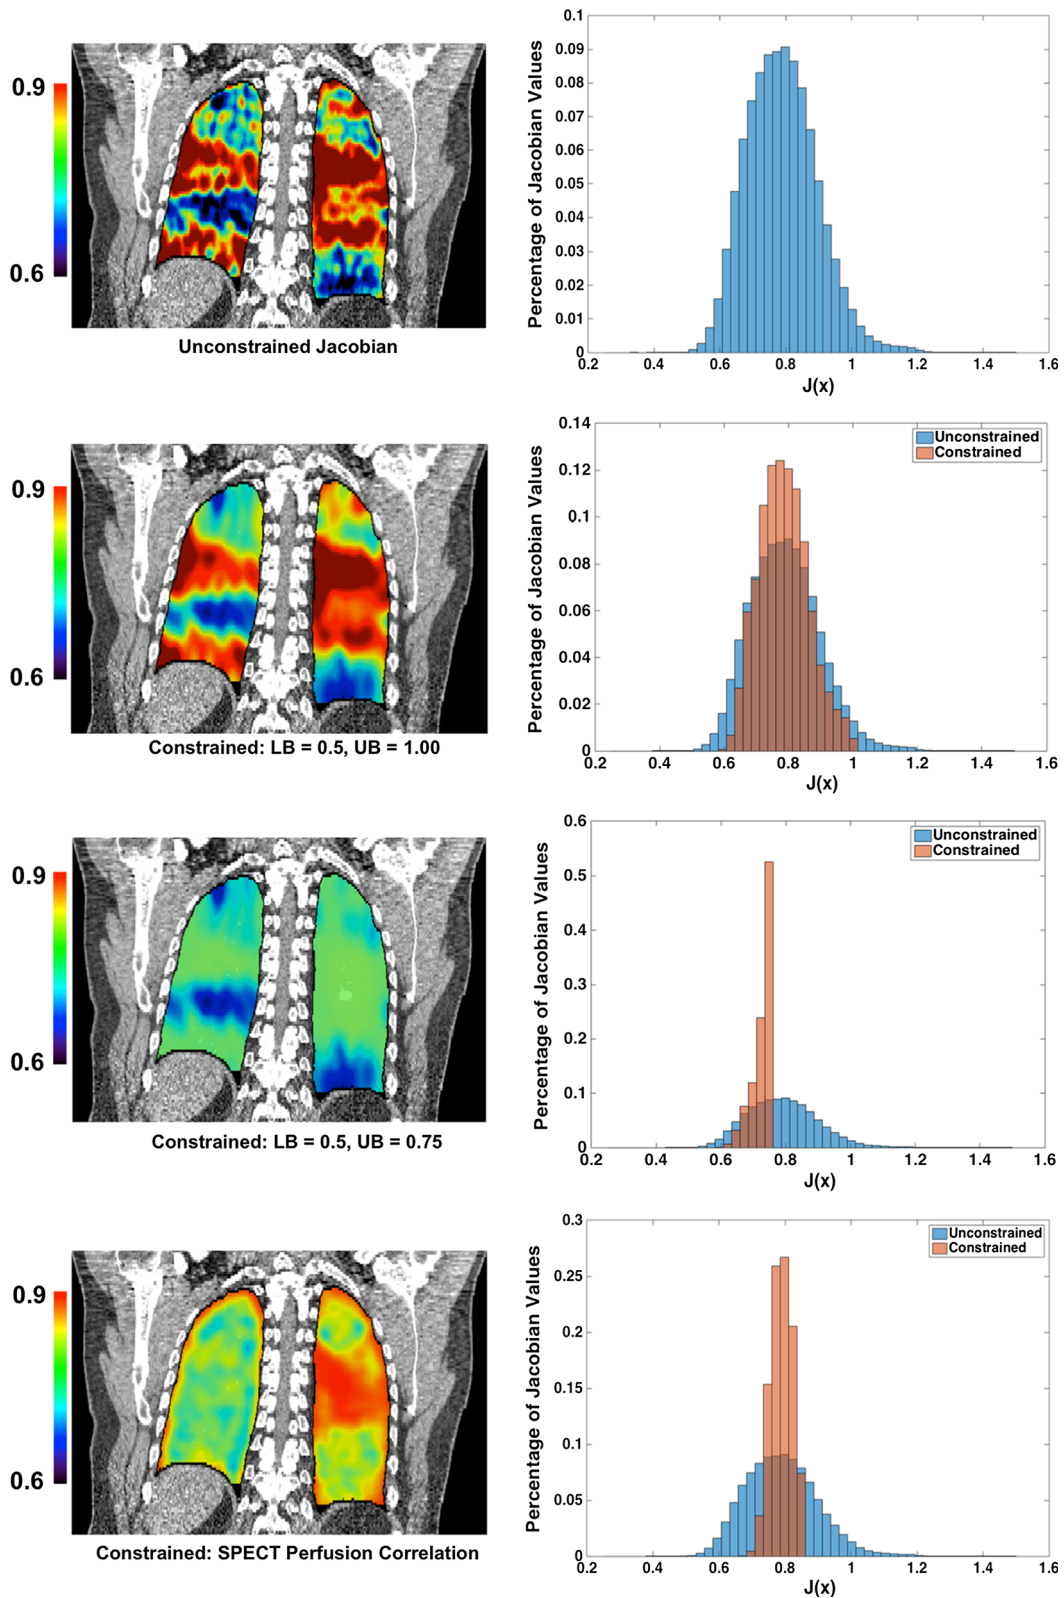 0.9
0.6
Unconstrained Jacobian
Percentage of Jacobian Values
0.1
0.09
0.08
0.07
0.06
0.05
0.04
0.03
0.02
0.01
0
0.2 0.4 0.6 0.8 1 1.2 1.4 1.6
J(x)
0.9
0.6
Constrained: LB = 0.5, UB = 1.00
Percentage of Jacobian Values
0.14
0.12
0.1
0.08
0.06
0.04
0.02
0
Unconstrained
Constrained
0.2 0.4 0.6 0.8 1 1.2 1.4 1.6
J(x)
0.9
0.6
Constrained: LB = 0.5, UB = 0.75
Percentage of Jacobian Values
0.6
0.5
0.4
0.3
0.2
0.1
0
Unconstrained
Constrained
0.2 0.4 0.6 0.8 1 1.2 1.4 1.6
J(x)
0.9
0.6
Constrained: SPECT Perfusion Correlation
Percentage of Jacobian Values
0.3
0.25
0.2
0.15
0.1
0.05
0
Unconstrained
Constrained
0.2 0.4 0.6 0.8 1 1.2 1.4 1.6
J(x)